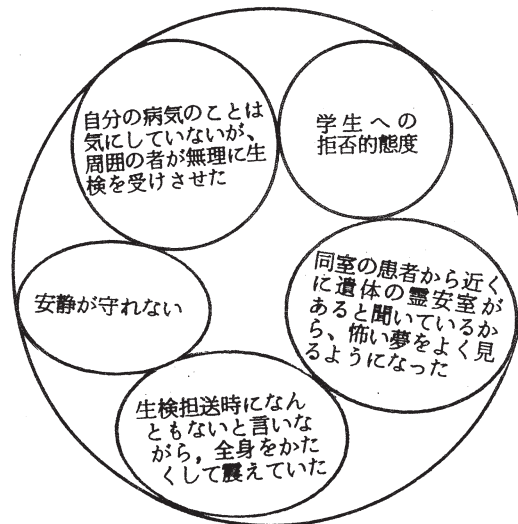 自分の病気のことは
気にしていないが、
周囲の者が無理に生
検を受けさせた
学生への
拒否的態度
安静が守れない
同室の患者から近く
に遺体の霊安室が
あると聞いているか
ら、怖い夢をよく見
るようになった
生検担送時になん
ともないと言いな
がら，全身をかた
くして震えていた